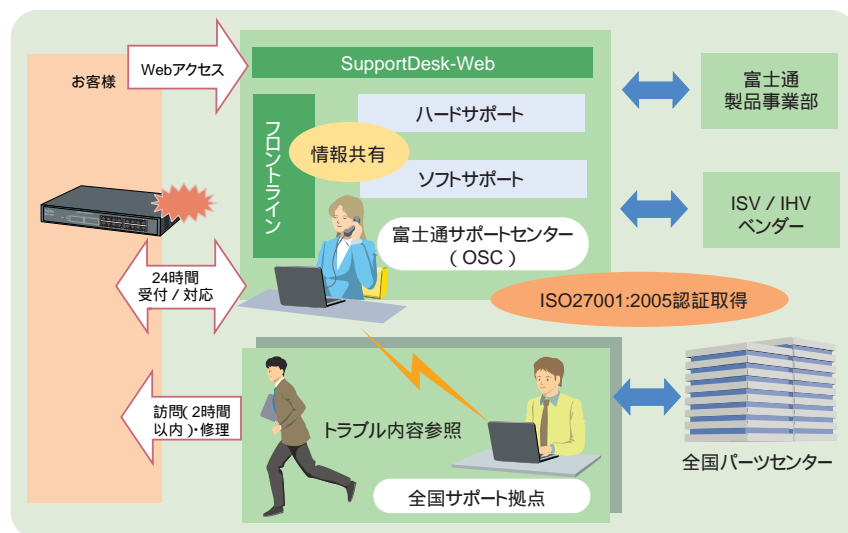 お客様
Webアクセス
SupportDesk-Web
フロントライン
ハードサポート
情報共有
ソフトサポート
富士通サポートセンター
(OSC)
富士通
製品事業部
ISV / IHV
ベンダー
24時間
受付 / 対応
ISO27001:2005認証取得
訪問(2時間
以内)・修理
トラブル内容参照
全国サポート拠点
全国パーツセンター